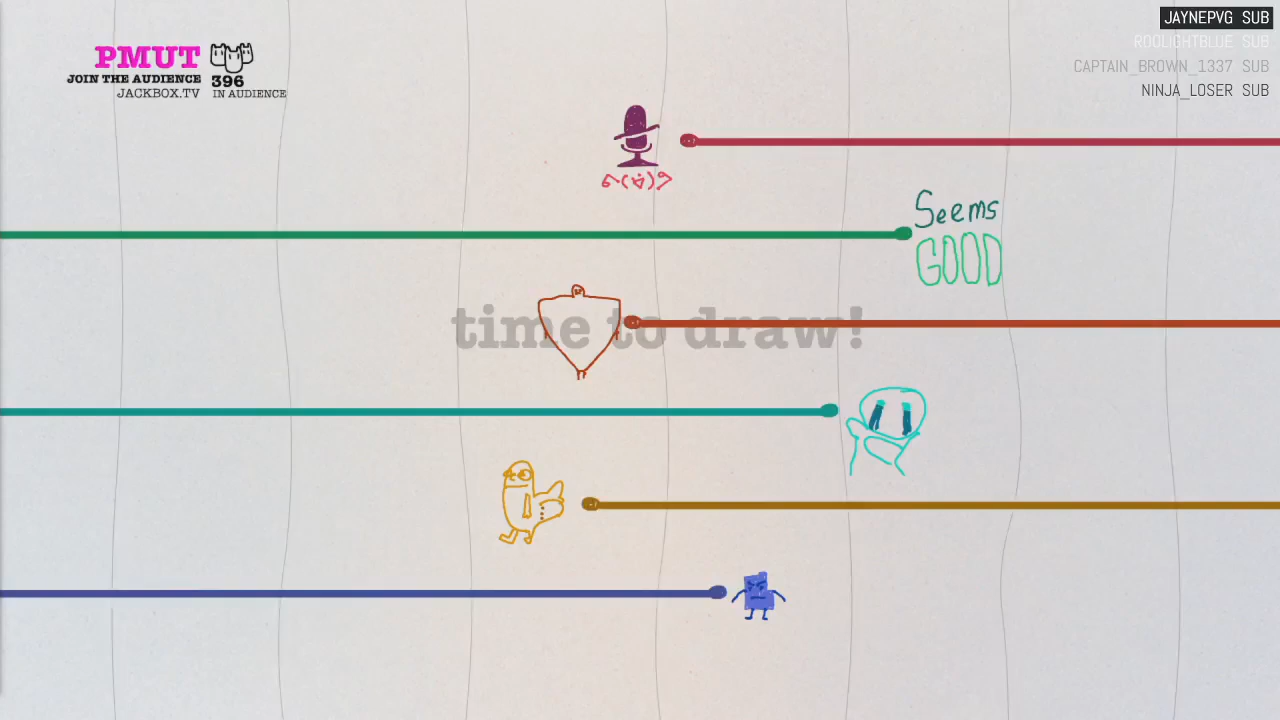 JAYNEPVG SUB
ROOLIGHTBLUE SUB
CAPTAIN_BROWN_1337 SUB
NINJA_LOSER SUB
PMUT
JOIN THE AUDIENCE
JACKBOX.TV
396
IN AUDIENCE
Seems
GOOD
time to draw!